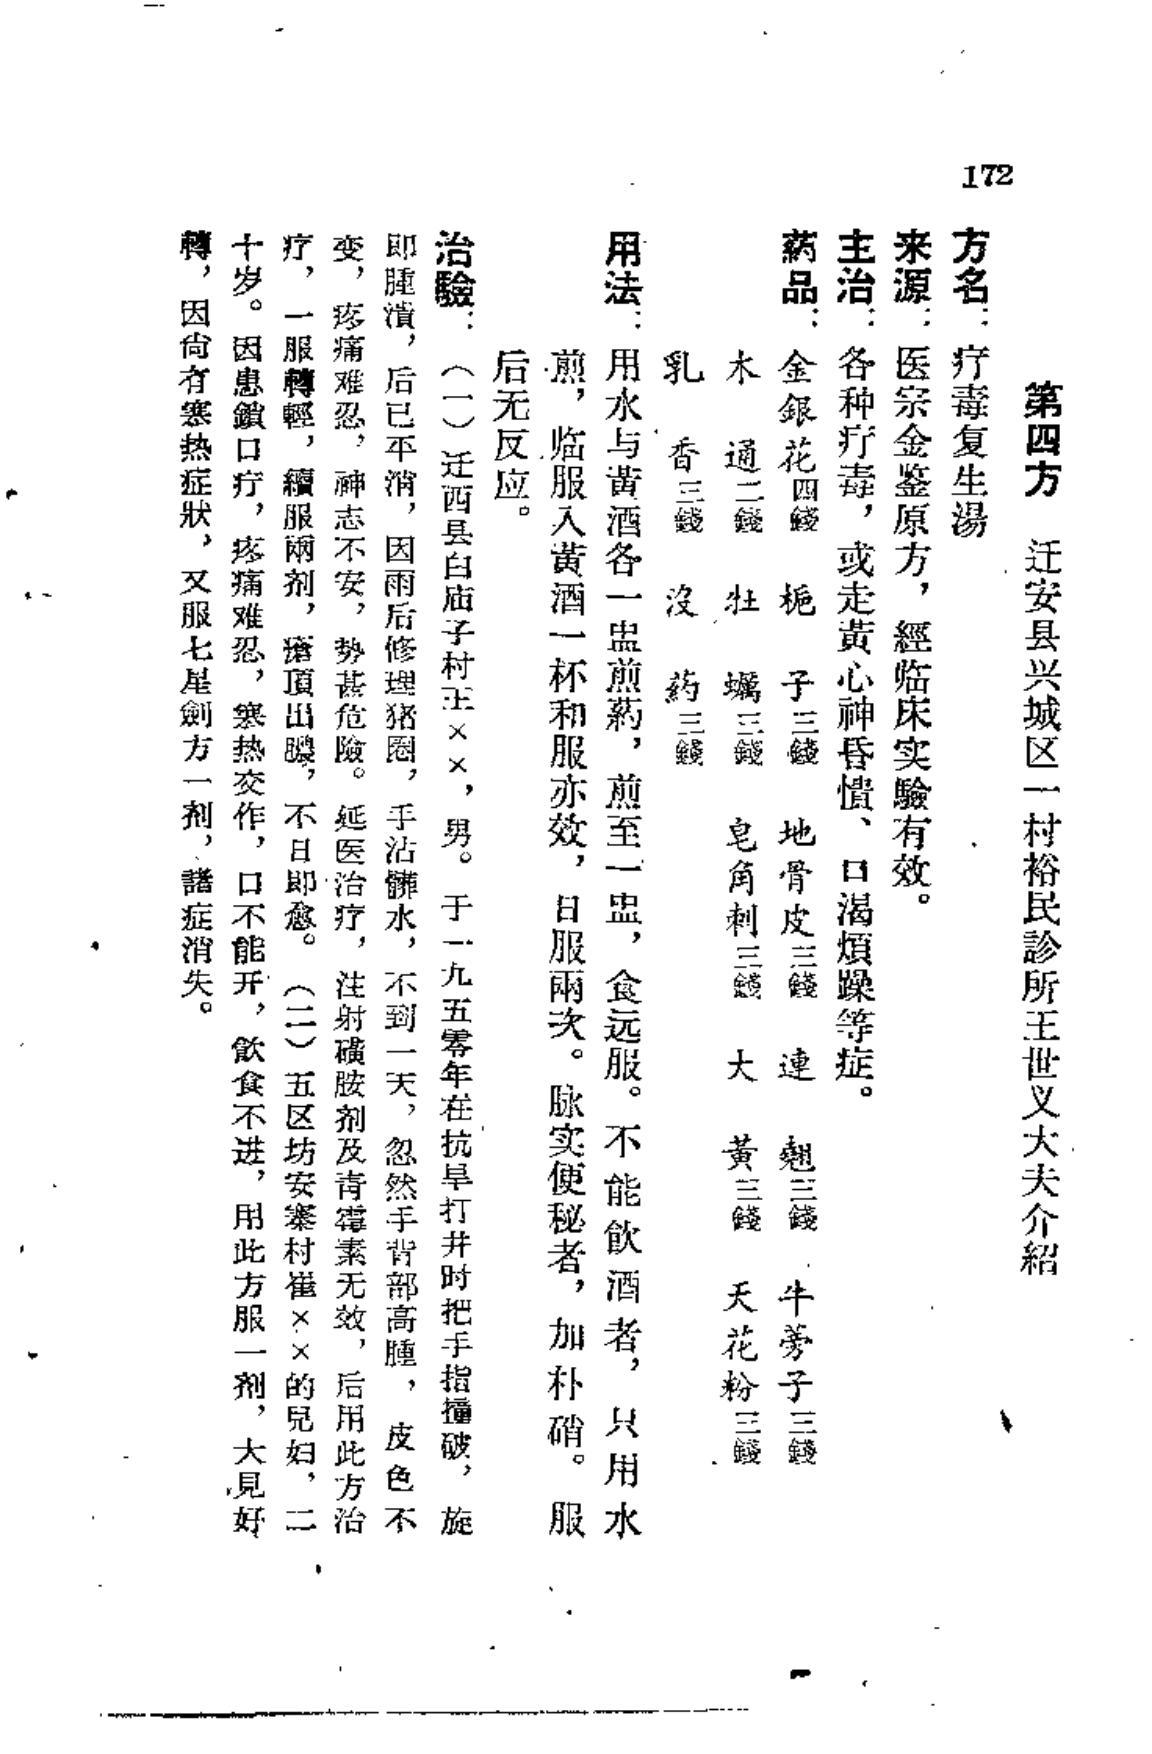 172
第四方　迁安县兴城区一村裕民診所王世义大夫介紹
方名：疔毒复生湯
来源：医宗金鉴原方，經临床实驗有效。
主治：各种疔毒，或走黃心神昏憒、口渴煩躁等症。
葯品：金銀花四錢　梔子三錢　地骨皮三錢　連翹三錢　牛蒡子三錢
木通二錢　牡蠣三錢　皂角刺三錢　大黃三錢　天花粉三錢
乳香三錢　沒葯三錢
用法：用水与黃酒各一盅煎葯，煎至一盅，食远服。不能飲酒者，只用水
煎，临服入黃酒一杯和服亦效，日服兩次。脉实便秘者，加朴硝。服
后无反应。
治驗：（一）迁西县白庙子村王××，男。于一九五零年在抗旱打井时把手指撞破，旋
即腫潰，后已平消，因雨后修理猪圈，手沾髒水，不到一天，忽然手背部高腫，皮色不
变，疼痛难忍，神志不安，势甚危險。延医治疗，注射磺胺剂及青霉素无效，后用此方治
疗，一服轉輕，續服兩剂，瘡頂出膿，不日即愈。（二）五区坊安寨村崔××的兒妇，二
十岁。因患鎖口疔，疼痛难忍，寒热交作，口不能开，飲食不进，用此方服一剂，大見好
轉，因尙有寒热症狀，又服七星劍方一剂，諸症消失。